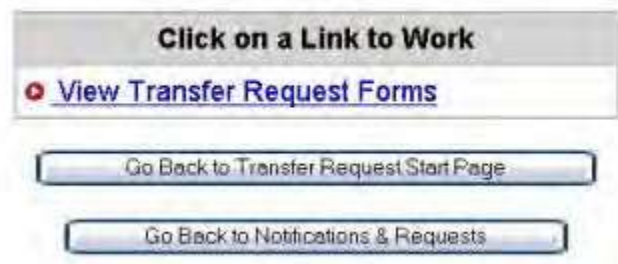 Click on a Link to Work
View Transfer Request Forms
Go Back to Transfer Request Start Page
Go Back to Notifications & Requests